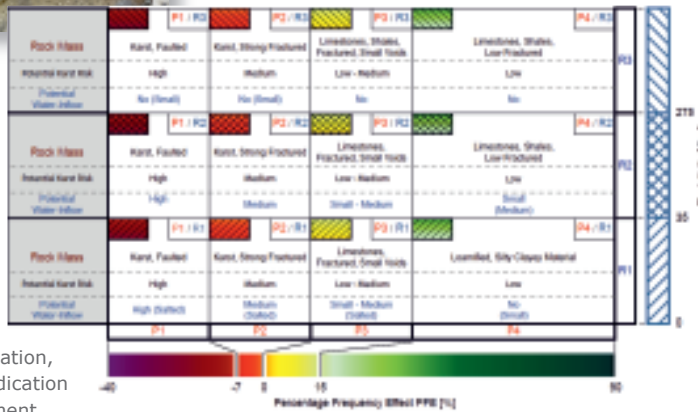 P1 / R3 P2 / R3 P3 / R3 P4 / R3
Rock Mass Karst, Faulted Karst, Strong Fractured Limestones, Shales, Fractured, Small Voids Limestones, Shales, Low Fractured
Potential Karst Risk High Medium Low - Medium Low
Potential Water-Inflow No (Small) No (Small) No No
R3
P1 / R2 P2 / R2 P3 / R2 P4 / R2
Rock Mass Karst, Faulted Karst, Strong Fractured Limestones, Fractured, Small Voids Limestones, Shales, Low Fractured
Potential Karst Risk High Medium Low - Medium Low
Potential Water-Inflow High Medium Small - Medium Small (Medium)
R2
P1 / R1 P2 / R1 P3 / R1 P4 / R1
Rock Mass Karst, Faulted Karst, Strong Fractured Limestones, Fractured, Small Voids Silty Clayey Material
Potential Karst Risk High Medium Low - Medium Low
Potential Water-Inflow High (Salted) Medium (Salted) Small - Medium (Salted) No (Small)
R1
P1 P2 P3 P4
275
35
0
-40 -7 0 15
Percentage Frequency Effect PFE [%]
ation,
dication
ment